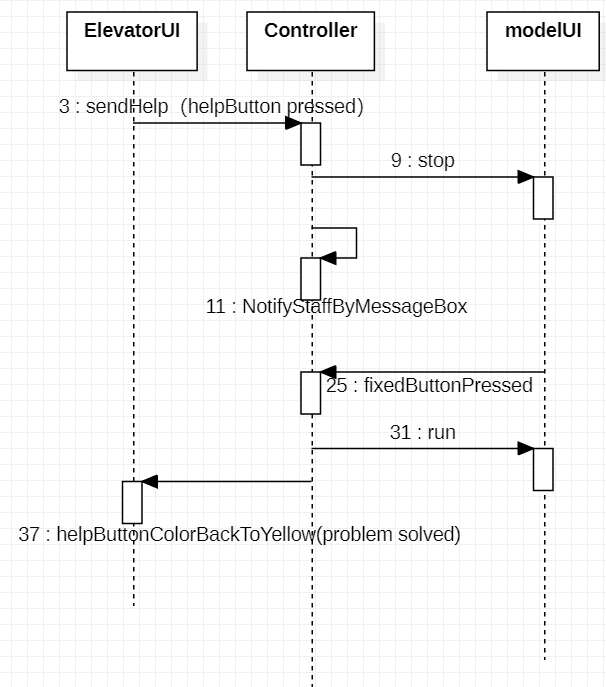 ElevatorUI
Controller
modelUI
3 : sendHelp (helpButton pressed)
9 : stop
11 : NotifyStaffByMessageBox
25 : fixedButtonPressed
31 : run
37 : helpButtonColorBackToYellow(problem solved)